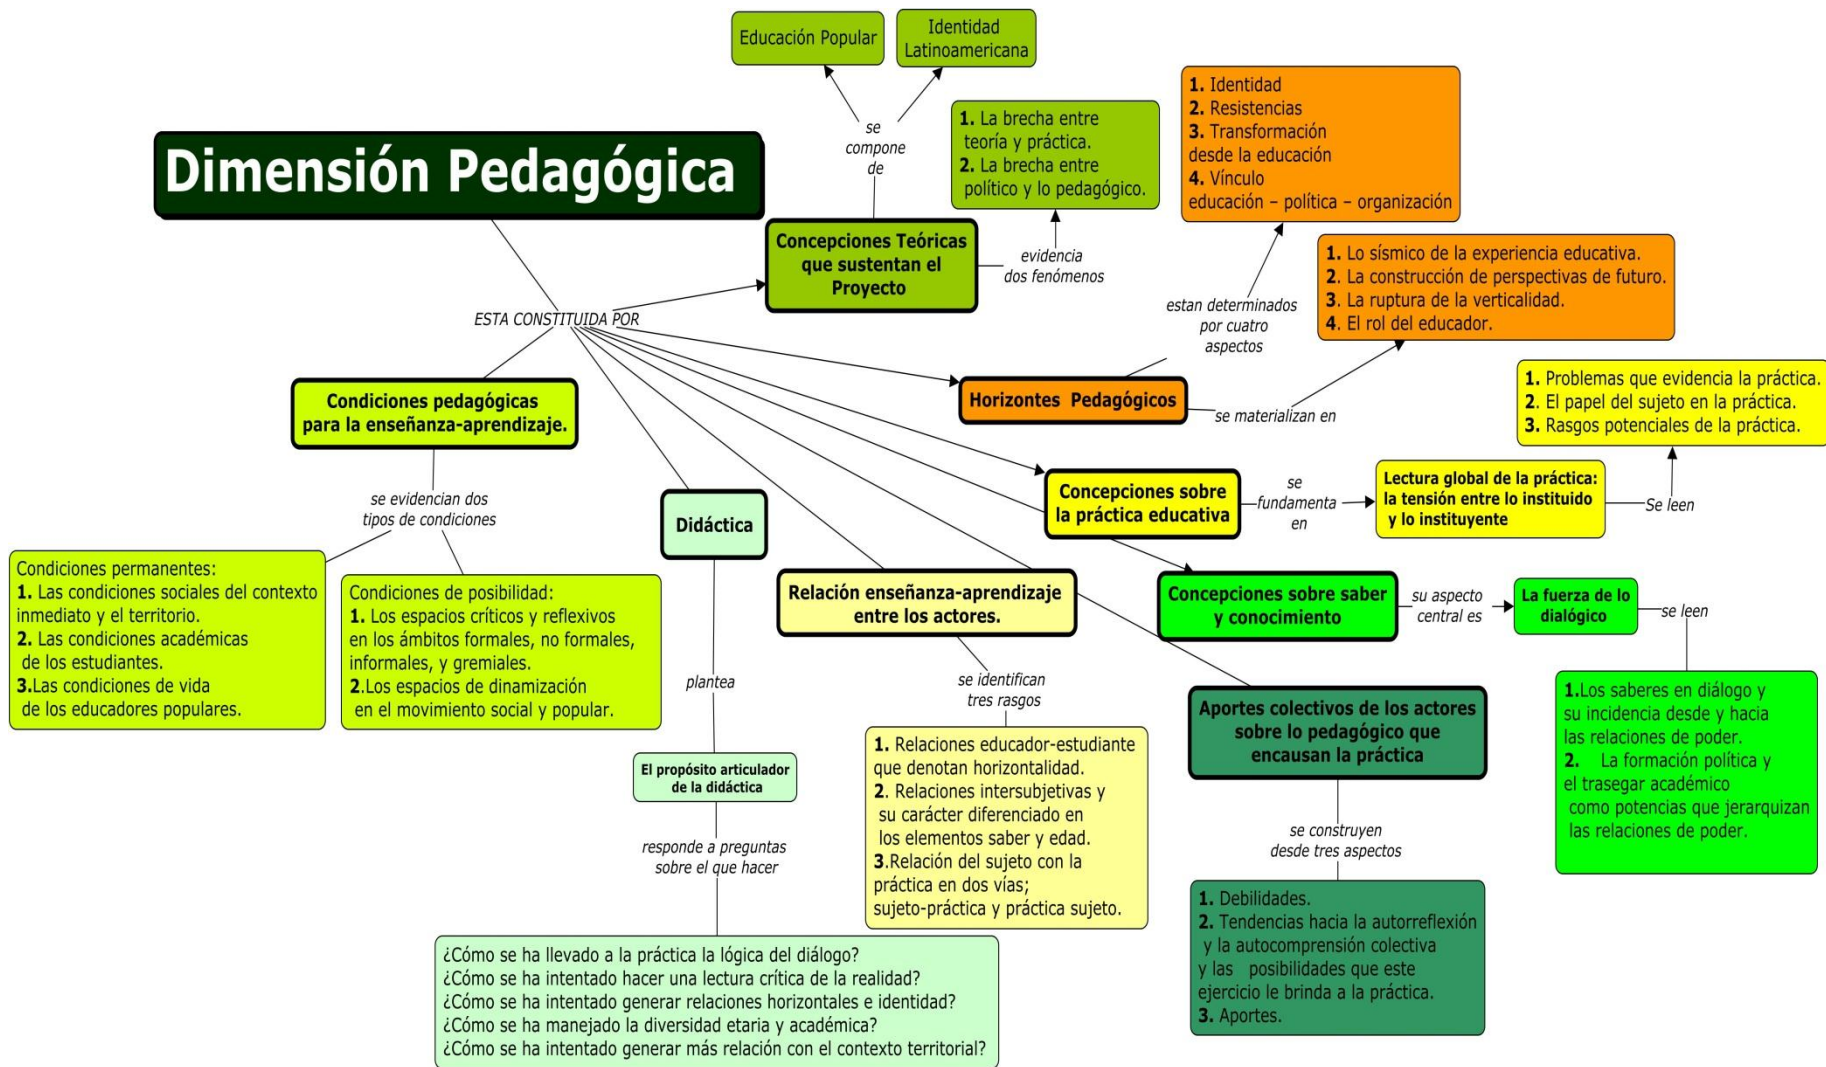 Educación Popular
Identidad
Latinoamericana
se
compone
de
Dimensión Pedagógica
1. La brecha entre
teoría y práctica.
2. La brecha entre
político y lo pedagógico.
1. Identidad
2. Resistencias
3. Transformación
desde la educación
4. Vínculo
educación – política – organización
Concepciones Teóricas
que sustentan el
Proyecto
evidencia
dos fenómenos
1. Lo sísmico de la experiencia educativa.
2. La construcción de perspectivas de futuro.
3. La ruptura de la verticalidad.
4. El rol del educador.
estan determinados
por cuatro
aspectos
ESTA CONSTITUIDA POR
Condiciones pedagógicas
para la enseñanza-aprendizaje.
Horizontes Pedagógicos
se materializan en
1. Problemas que evidencia la práctica.
2. El papel del sujeto en la práctica.
3. Rasgos potenciales de la práctica.
se evidencian dos
tipos de condiciones
Didáctica
Concepciones sobre
la práctica educativa
se
fundamenta
en
Lectura global de la práctica:
la tensión entre lo instituido
y lo instituyente
Se leen
Condiciones permanentes:
1. Las condiciones sociales del contexto
inmediato y el territorio.
2. Las condiciones académicas
de los estudiantes.
3.Las condiciones de vida
de los educadores populares.
Condiciones de posibilidad:
1. Los espacios críticos y reflexivos
en los ámbitos formales, no formales,
informales, y gremiales.
2.Los espacios de dinamización
en el movimiento social y popular.
Relación enseñanza-aprendizaje
entre los actores.
Concepciones sobre saber
y conocimiento
su aspecto
central es
La fuerza de lo
dialógico
se leen
plantea
se identifican
tres rasgos
Aportes colectivos de los actores
sobre lo pedagógico que
encausan la práctica
1.Los saberes en diálogo y
su incidencia desde y hacia
las relaciones de poder.
2. La formación política y
el trasegar académico
como potencias que jerarquizan
las relaciones de poder.
El propósito articulador
de la didáctica
1. Relaciones educador-estudiante
que denotan horizontalidad.
2. Relaciones intersubjetivas y
su carácter diferenciado en
los elementos saber y edad.
3.Relación del sujeto con la
práctica en dos vías;
sujeto-práctica y práctica sujeto.
responde a preguntas
sobre el que hacer
se construyen
desde tres aspectos
1. Debilidades.
2. Tendencias hacia la autorreflexión
y la autocomprensión colectiva
y las posibilidades que este
ejercicio le brinda a la práctica.
3. Aportes.
¿Cómo se ha llevado a la práctica la lógica del diálogo?
¿Cómo se ha intentado hacer una lectura crítica de la realidad?
¿Cómo se ha intentado generar relaciones horizontales e identidad?
¿Cómo se ha manejado la diversidad etaria y académica?
¿Cómo se ha intentado generar más relación con el contexto territorial?